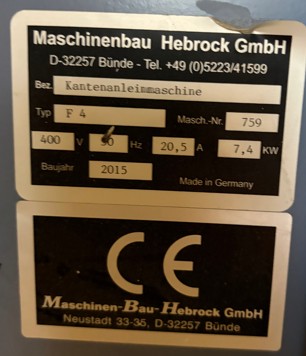 Maschinenbau Hebrock GmbH
D-32257 Bünde - Tel. +49 (0)5223/41599
Bez. Kantenanleimmaschine
Typ F 4 Masch.-Nr. 759
400 V 50 Hz 20,5 A 7,4 KW
Baujahr 2015 Made in Germany
CE
Maschinen-Bau-Hebrock GmbH
Neustadt 33-35, D-32257 Bünde